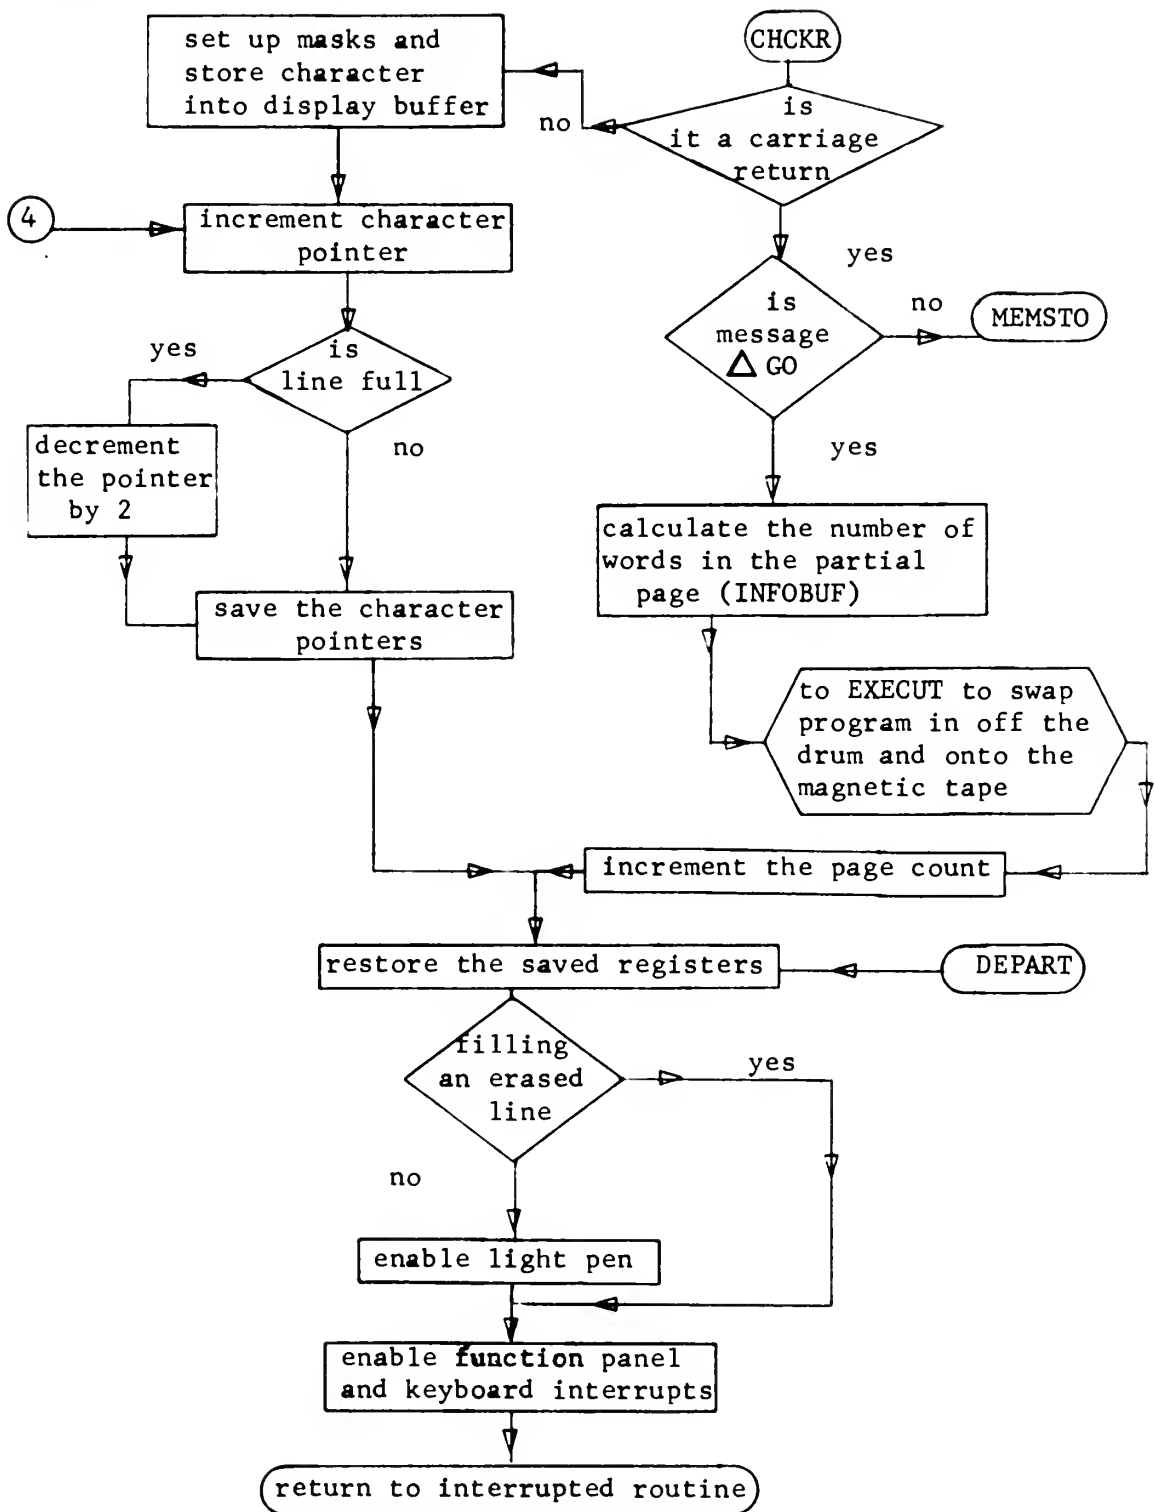 CHCKR
is
it a carriage
return
no
set up masks and
store character
into display buffer
4
increment character
pointer
is
line full
yes
decrement
the pointer
by 2
no
save the character
pointers
yes
is
message
△ GO
no
MEMSTO
yes
calculate the number of
words in the partial
page (INFOBUF)
to EXECUT to swap
program in off the
drum and onto the
magnetic tape
increment the page count
restore the saved registers
DEPART
filling
an erased
line
yes
no
enable light pen
enable function panel
and keyboard interrupts
return to interrupted routine